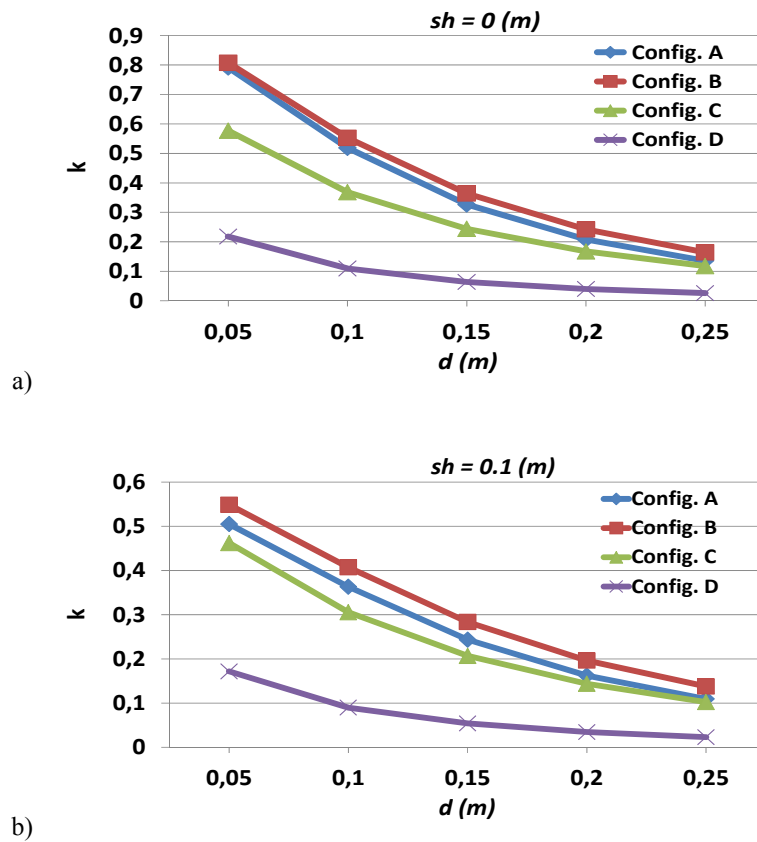 sh = 0 (m)
0,9
0,8
0,7
0,6
0,5
0,4
0,3
0,2
0,1
0
k
Config. A
Config. B
Config. C
Config. D
0,05 0,1 0,15 0,2 0,25
d (m)
a)
sh = 0.1 (m)
0,6
0,5
0,4
0,3
0,2
0,1
0
k
Config. A
Config. B
Config. C
Config. D
0,05 0,1 0,15 0,2 0,25
d (m)
b)